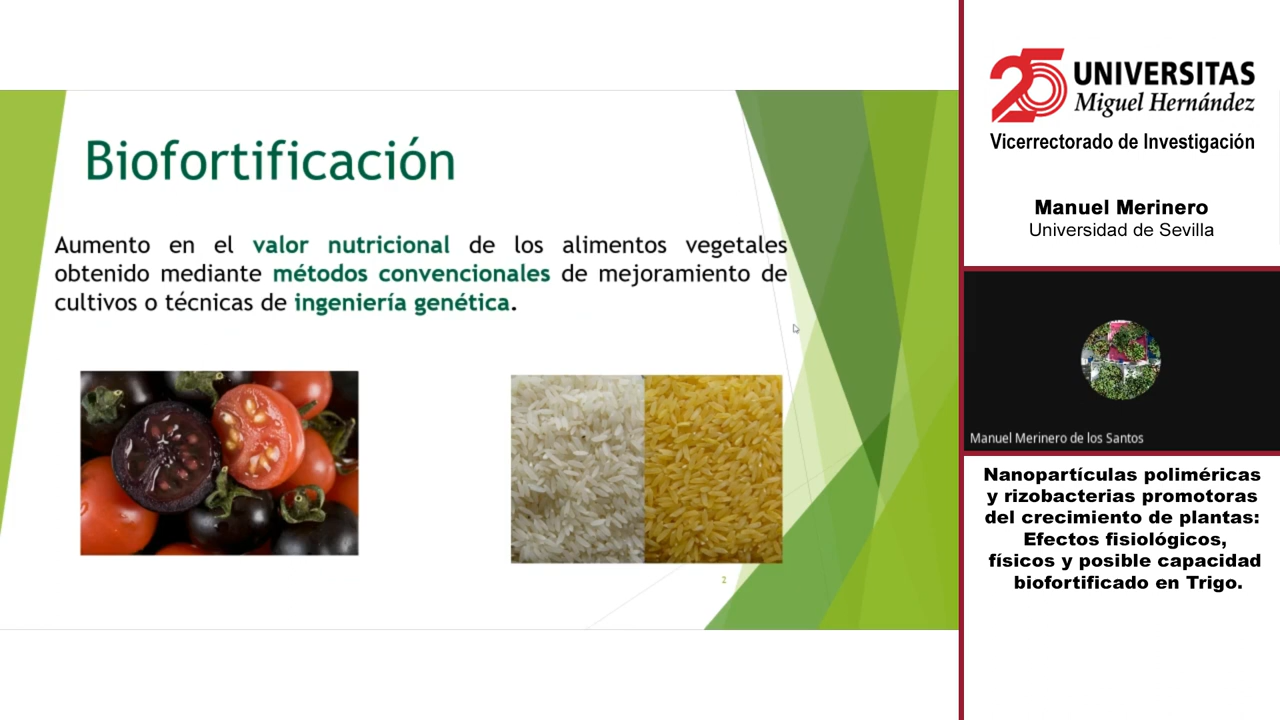 Biofortificación
Aumento en el valor nutricional de los alimentos vegetales
obtenido mediante métodos convencionales de mejoramiento de
cultivos o técnicas de ingeniería genética.
2
25 UNIVERSITAS
Miguel Hernández
Vicerrectorado de Investigación
Manuel Merinero
Universidad de Sevilla
Manuel Merinero de los Santos
Nanopartículas poliméricas
y rizobacterias promotoras
del crecimiento de plantas:
Efectos fisiológicos,
físicos y posible capacidad
biofortificado en Trigo.